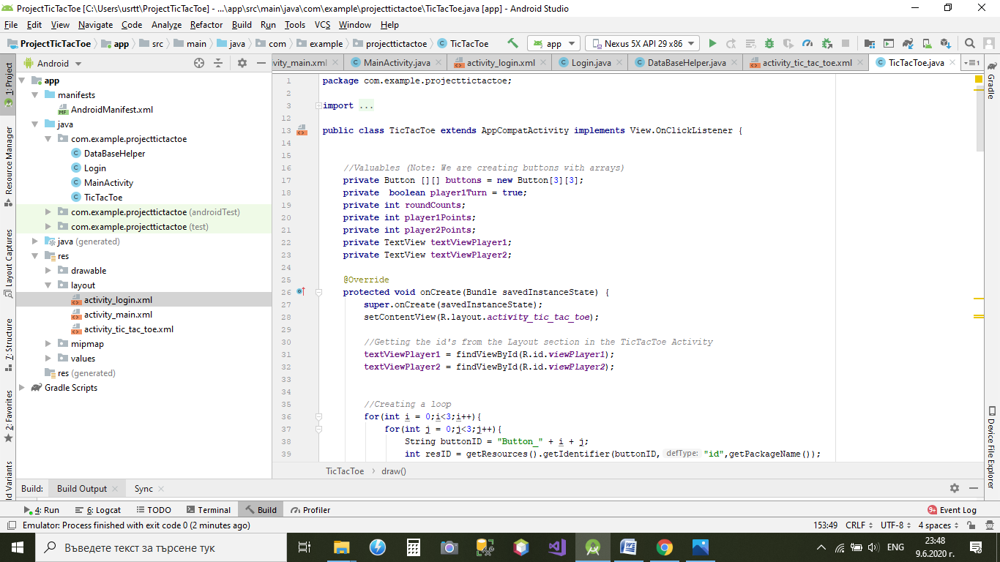 ProjectTicTacToe [C:\Users\usrtt\ProjectTicTacToe] - ...\app\src\main\java\com\example\projecttictactoe\TicTacToe.java [app] - Android Studio
File Edit View Navigate Code Analyze Refactor Build Run Tools VCS Window Help
ProjectTicTacToe app src main java com example projecttictactoe TicTacToe app Nexus 5X API 29 x86
Android
vity_main.xml MainActivity.java activity_login.xml Login.java DataBaseHelper.java activity_tic_tac_toe.xml TicTacToe.java 1
1: Project
Resource Manager
Layout Captures
7: Structure
2: Favorites
ld Variants
app
manifests
AndroidManifest.xml
java
com.example.projecttictactoe
DataBaseHelper
Login
MainActivity
TicTacToe
com.example.projecttictactoe (androidTest)
com.example.projecttictactoe (test)
java (generated)
res
drawable
layout
activity_login.xml
activity_main.xml
activity_tic_tac_toe.xml
mipmap
values
res (generated)
Gradle Scripts
1 package com.example.projecttictactoe;
2
3 import ...
12
13 public class TicTacToe extends AppCompatActivity implements View.OnClickListener {
14
15
16 //Valuables (Note: We are creating buttons with arrays)
17 private Button [][] buttons = new Button[3][3];
18 private  boolean player1Turn = true;
19 private int roundCounts;
20 private int player1Points;
21 private int player2Points;
22 private TextView textViewPlayer1;
23 private TextView textViewPlayer2;
24
25 @Override
26 protected void onCreate(Bundle savedInstanceState) {
27 super.onCreate(savedInstanceState);
28 setContentView(R.layout.activity_tic_tac_toe);
29
30 //Getting the id's from the Layout section in the TicTacToe Activity
31 textViewPlayer1 = findViewById(R.id.viewPlayer1);
32 textViewPlayer2 = findViewById(R.id.viewPlayer2);
33
34
35 //Creating a loop
36 for(int i = 0;i<3;i++){
37 for(int j = 0;j<3;j++){
38 String buttonID = "Button_" + i + j;
39 int resID = getResources().getIdentifier(buttonID, defType: "id",getPackageName());
TicTacToe draw()
Gradle
Device File Explorer
Build: Build Output Sync
4: Run 6: Logcat TODO Terminal Build Profiler 9+ Event Log
Emulator: Process finished with exit code 0 (2 minutes ago) 153:49 CRLF UTF-8 4 spaces
Въведете текст за търсене тук
ENG
23:48
9.6.2020 г.